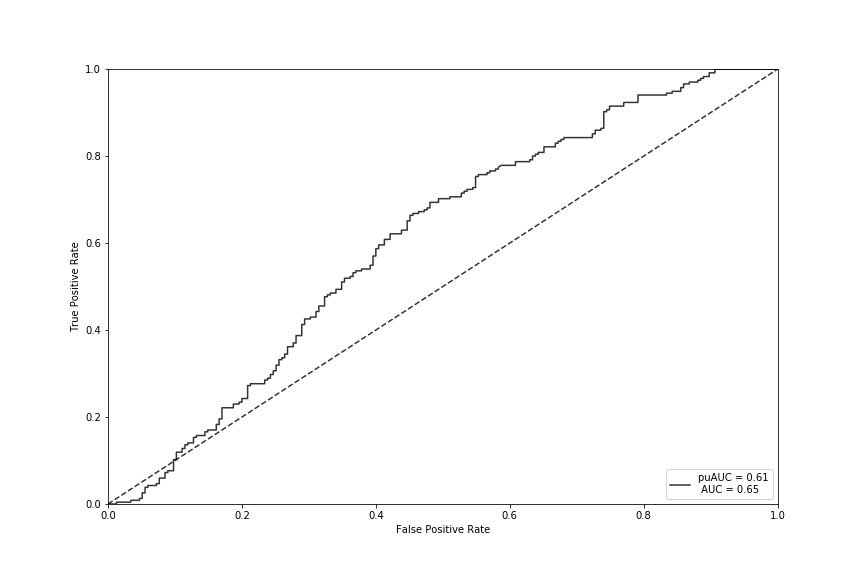 1.0
0.8
0.6
0.4
0.2
0.0
True Positive Rate
0.0 0.2 0.4 0.6 0.8 1.0
False Positive Rate
puAUC = 0.61
AUC = 0.65